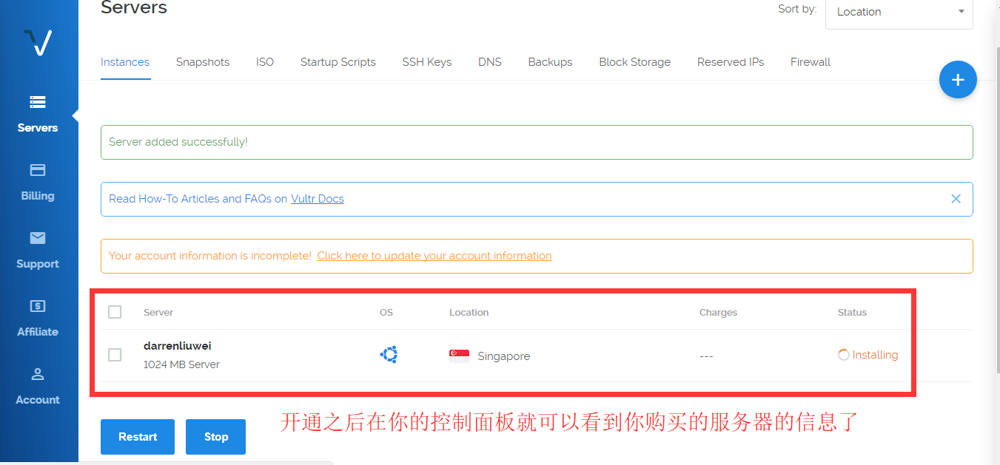 Servers
Sort by:
Location
Instances Snapshots ISO Startup Scripts SSH Keys DNS Backups Block Storage Reserved IPs Firewall
Servers
Billing
Support
Affiliate
Account
Server added successfully!
Read How-To Articles and FAQs on Vultr Docs
Your account information is incomplete! Click here to update your account information
Server OS Location Charges Status
darrenliuwei
1024 MB Server
Singapore --- Installing
开通之后在你的控制面板就可以看到你购买的服务器的信息了
Restart Stop